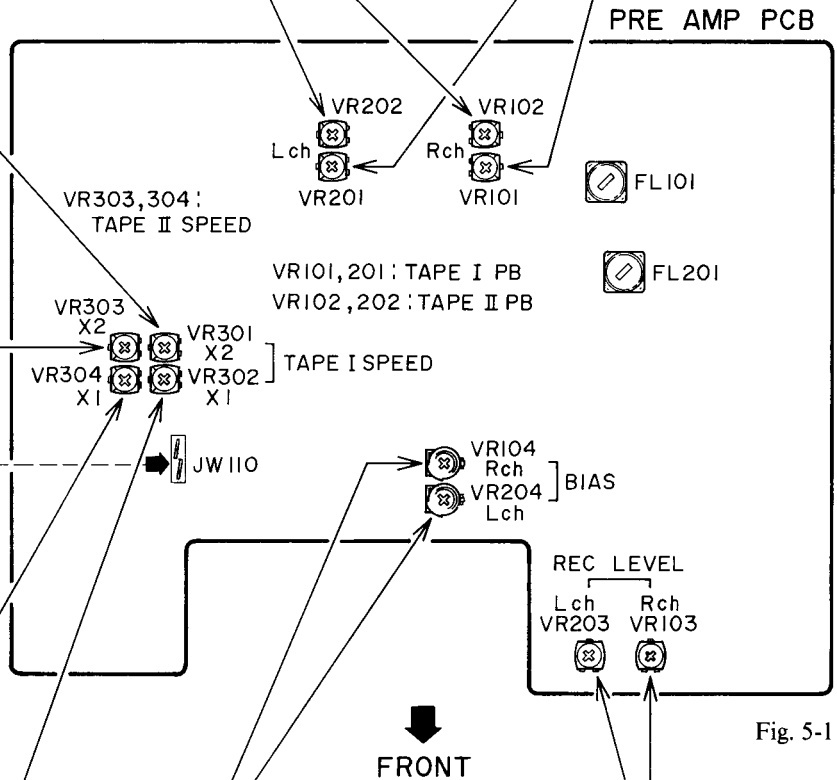 PRE AMP PCB
VR202
VR102
Lch
Rch
VR201
VR101
FL101
VR303,304:
TAPE II SPEED
FL201
VR101,201: TAPE I PB
VR102,202: TAPE II PB
VR303
X2
VR301
X2
TAPE I SPEED
VR304
X1
VR302
X1
JW110
VR104
Rch
BIAS
VR204
Lch
REC LEVEL
Lch
VR203
Rch
VR103
Fig. 5-1
FRONT